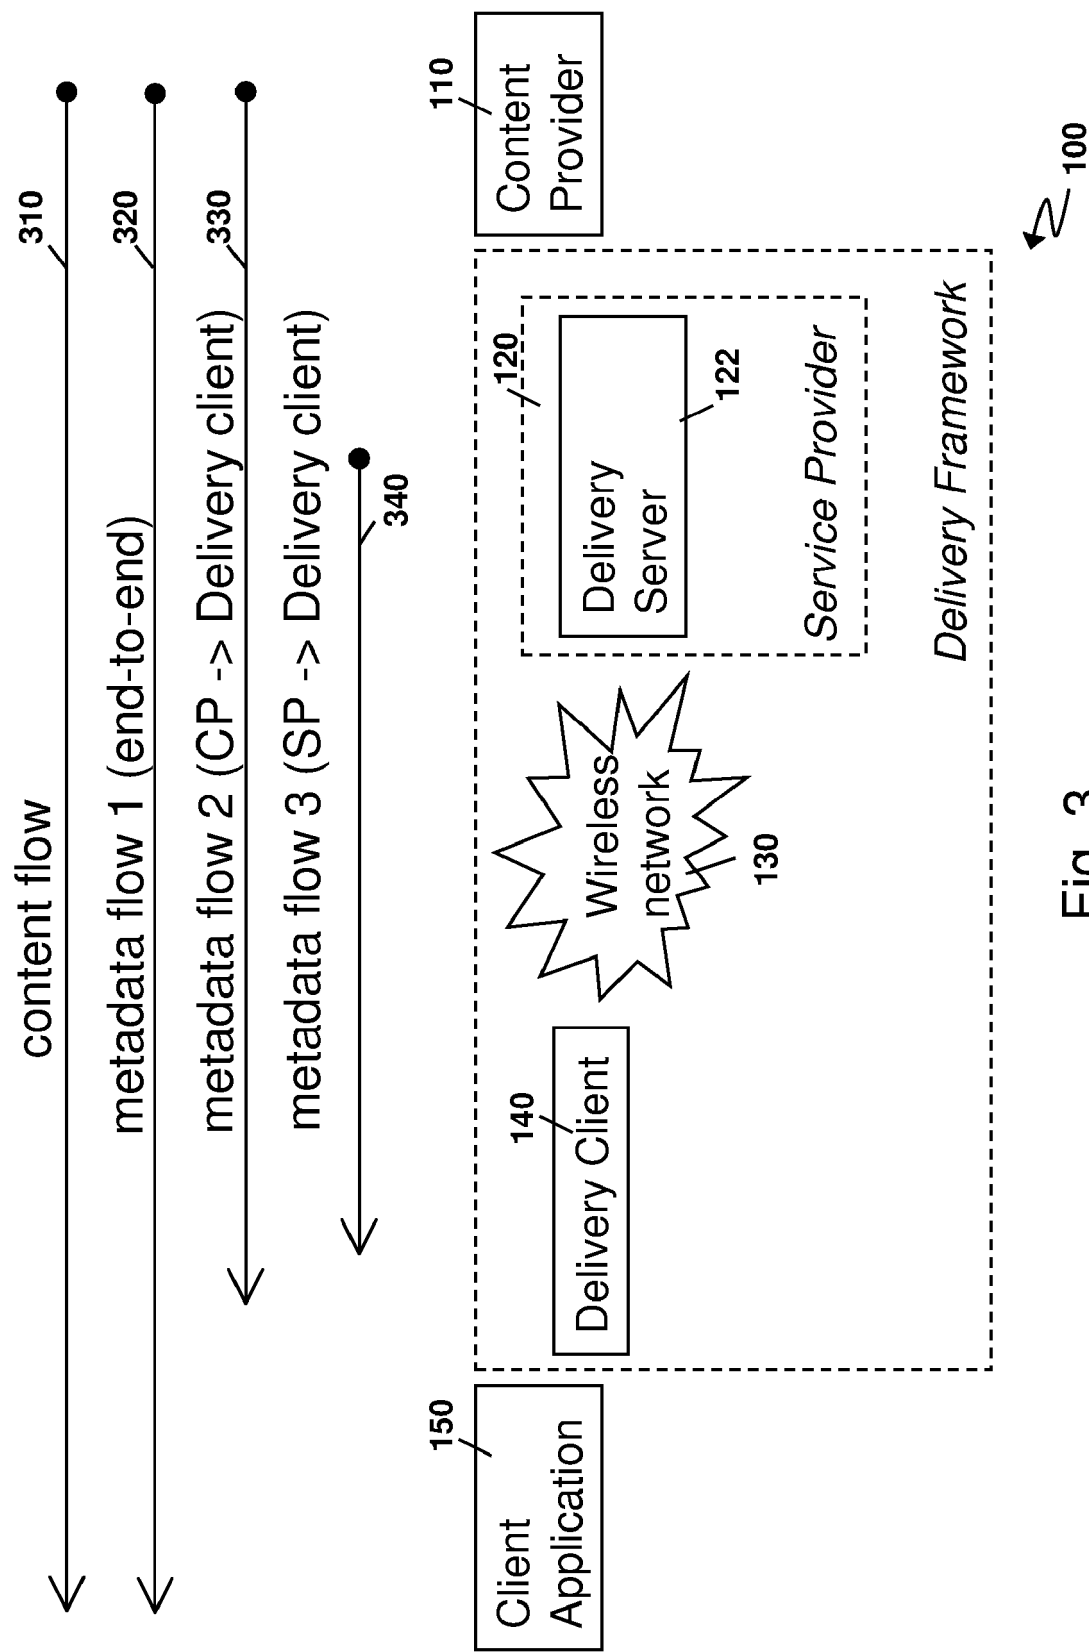 content flow
310
metadata flow 1 (end-to-end)
320
metadata flow 2 (CP -> Delivery client)
330
metadata flow 3 (SP -> Delivery client)
340
150
Client
Application
140
Delivery Client
Wireless
network
130
120
Delivery
Server
122
Service Provider
Delivery Framework
110
Content
Provider
100
Fig. 3